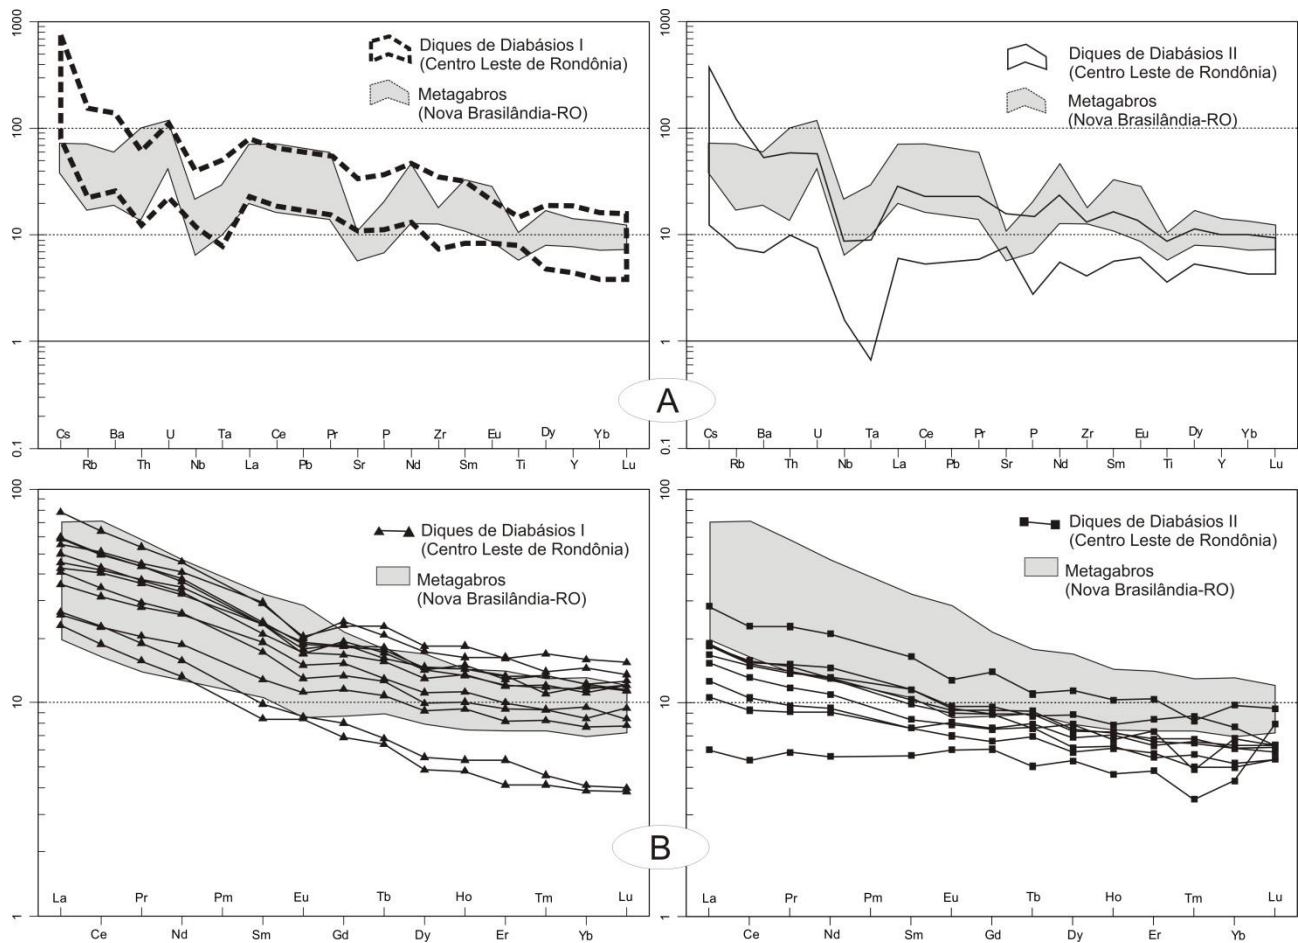 1000
100
10
1
0.1
Diques de Diabásios I
(Centro Leste de Rondônia)
Metagabros
(Nova Brasilândia-RO)
Cs Ba U Ta Ce Pr P Zr Eu Dy Yb
Rb Th Nb La Pb Sr Nd Sm Ti Y Lu
1000
100
10
1
0.1
Diques de Diabásios II
(Centro Leste de Rondônia)
Metagabros
(Nova Brasilândia-RO)
Cs Ba U Ta Ce Pr P Zr Eu Dy Yb
Rb Th Nb La Pb Sr Nd Sm Ti Y Lu
A
100
10
1
Diques de Diabásios I
(Centro Leste de Rondônia)
Metagabros
(Nova Brasilândia-RO)
La Pr Pm Eu Tb Ho Tm Lu
Ce Nd Sm Gd Dy Er Yb
100
10
1
Diques de Diabásios II
(Centro Leste de Rondônia)
Metagabros
(Nova Brasilândia-RO)
La Pr Pm Eu Tb Ho Tm Lu
Ce Nd Sm Gd Dy Er Yb
B